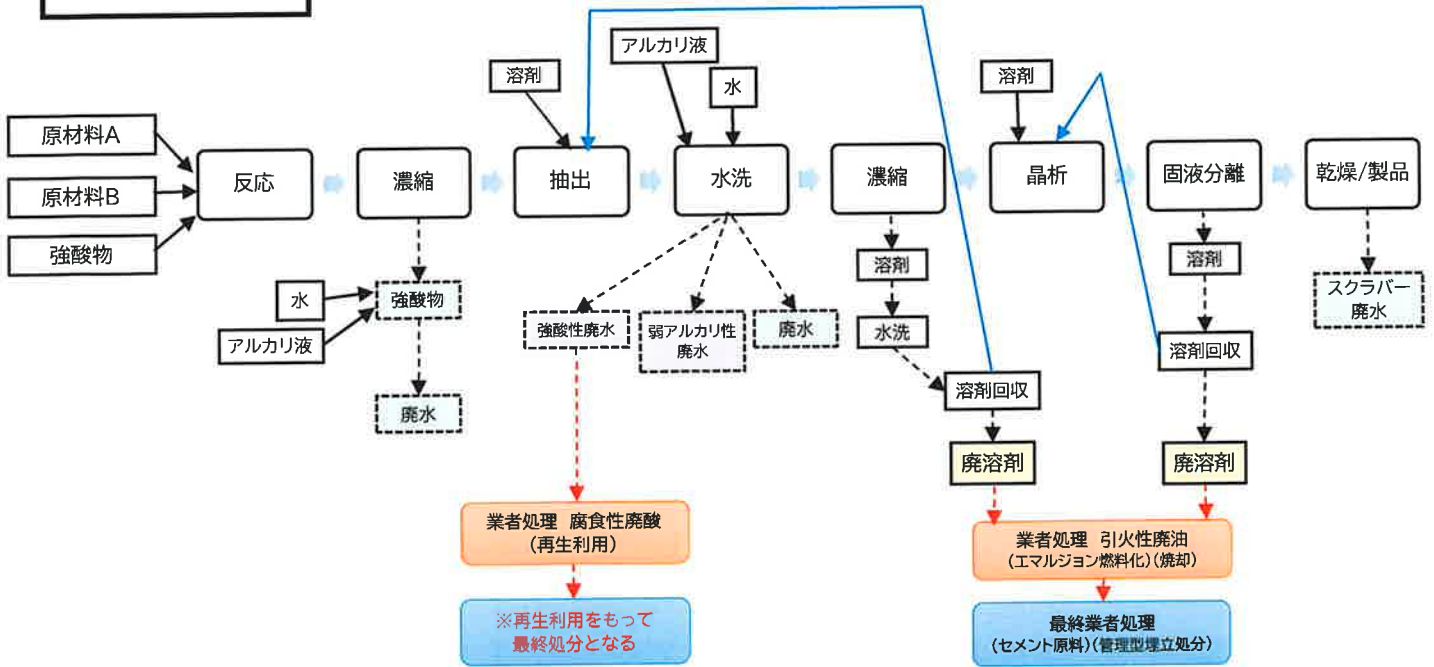 アルカリ液
溶剤
水
溶剤
原材料A
原材料B
強酸物
反応
濃縮
抽出
水洗
濃縮
晶析
固液分離
乾燥/製品
水
アルカリ液
強酸物
廃水
強酸性廃水
弱アルカリ性
廃水
廃水
溶剤
水洗
溶剤回収
廃溶剤
溶剤
溶剤回収
廃溶剤
スクラバー
廃水
業者処理 腐食性廃酸
(再生利用)
※再生利用をもって
最終処分となる
業者処理 引火性廃油
(エマルジョン燃料化)(焼却)
最終業者処理
(セメント原料)(管理型埋立処分)